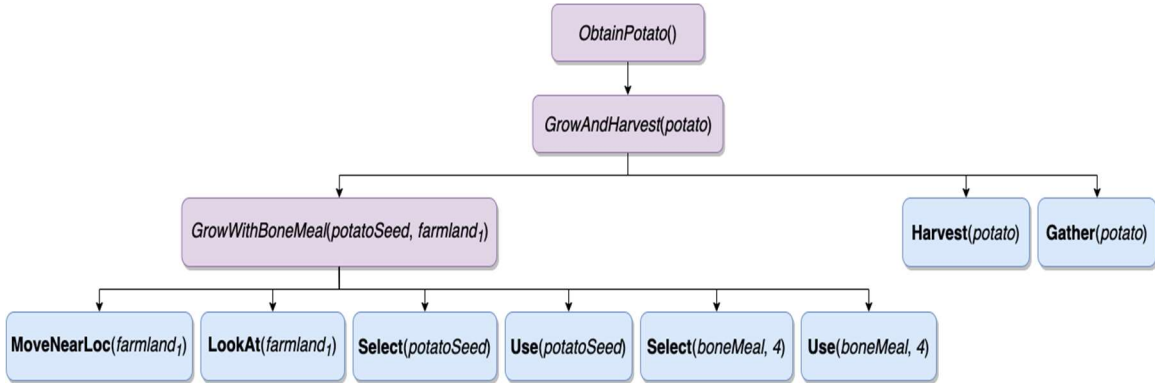 ObtainPotato()
GrowAndHarvest(potato)
GrowWithBoneMeal(potatoSeed, farmland₁)
Harvest(potato)
Gather(potato)
MoveNearLoc(farmland₁)
LookAt(farmland₁)
Select(potatoSeed)
Use(potatoSeed)
Select(boneMeal, 4)
Use(boneMeal, 4)